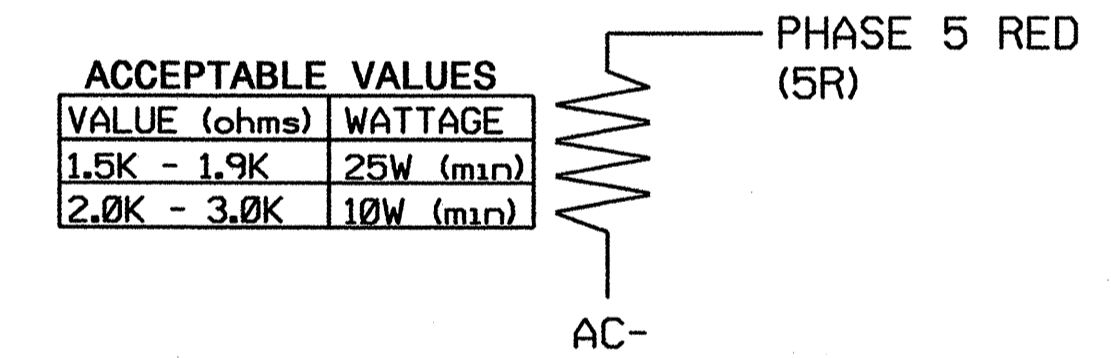 ACCEPTABLE VALUES
VALUE (ohms) WATTAGE
1.5K - 1.9K 25W (min)
2.0K - 3.0K 10W (min)
PHASE 5 RED
(5R)
AC-